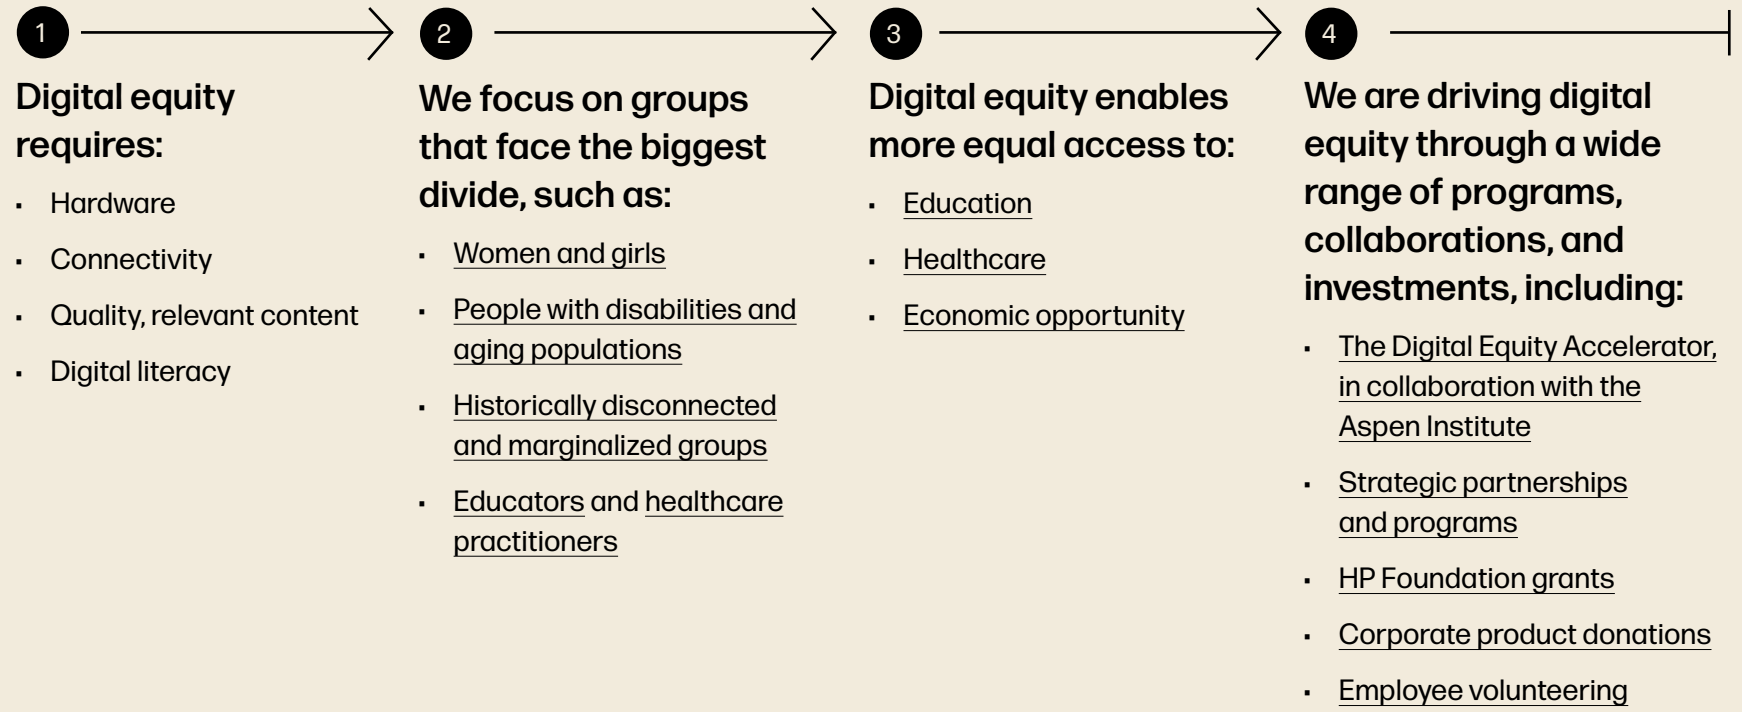 1
Digital equity
requires:
· Hardware
· Connectivity
· Quality, relevant content
· Digital literacy
2
We focus on groups
that face the biggest
divide, such as:
· Women and girls
· People with disabilities and
aging populations
· Historically disconnected
and marginalized groups
· Educators and healthcare
practitioners
3
Digital equity enables
more equal access to:
· Education
· Healthcare
· Economic opportunity
4
We are driving digital
equity through a wide
range of programs,
collaborations, and
investments, including:
· The Digital Equity Accelerator,
in collaboration with the
Aspen Institute
· Strategic partnerships
and programs
· HP Foundation grants
· Corporate product donations
· Employee volunteering